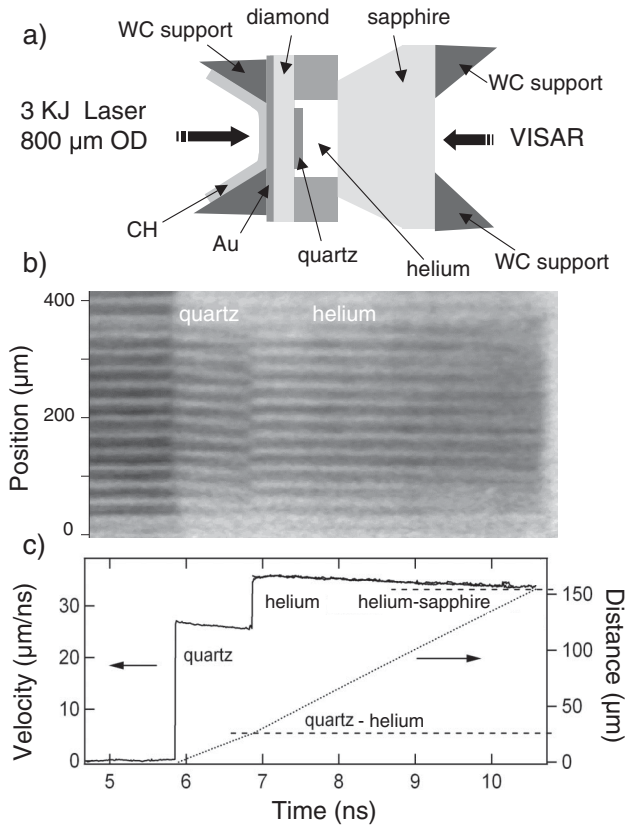 a)
diamond
sapphire
WC support
WC support
3 KJ Laser
800 µm OD
VISAR
CH
Au
quartz
helium
WC support
b)
400
200
0
Position (µm)
quartz
helium
c)
30
20
10
0
Velocity (µm/ns)
helium
helium-sapphire
quartz
quartz - helium
150
100
50
0
Distance (µm)
5
6
7
8
9
10
Time (ns)